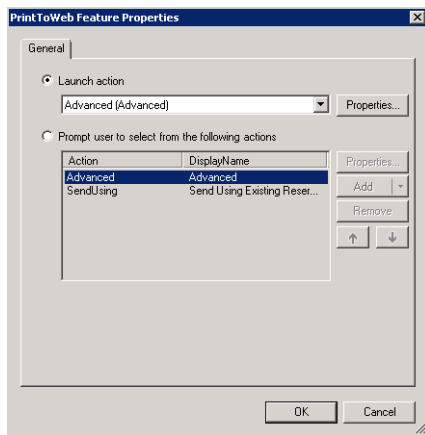 PrintToWeb Feature Properties
General
Launch action
Advanced (Advanced)
Properties...
Prompt user to select from the following actions
Action DisplayName
Advanced Advanced
SendUsing Send Using Existing Reser...
Properties...
Add
Remove
OK Cancel